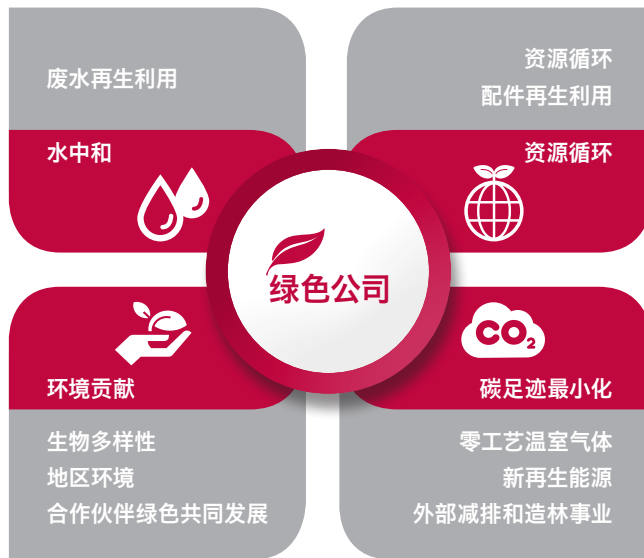 废水再生利用
水中和
资源循环
配件再生利用
资源循环
绿色公司
环境贡献
生物多样性
地区环境
合作伙伴绿色共同发展
CO₂
碳足迹最小化
零工艺温室气体
新再生能源
外部减排和造林事业